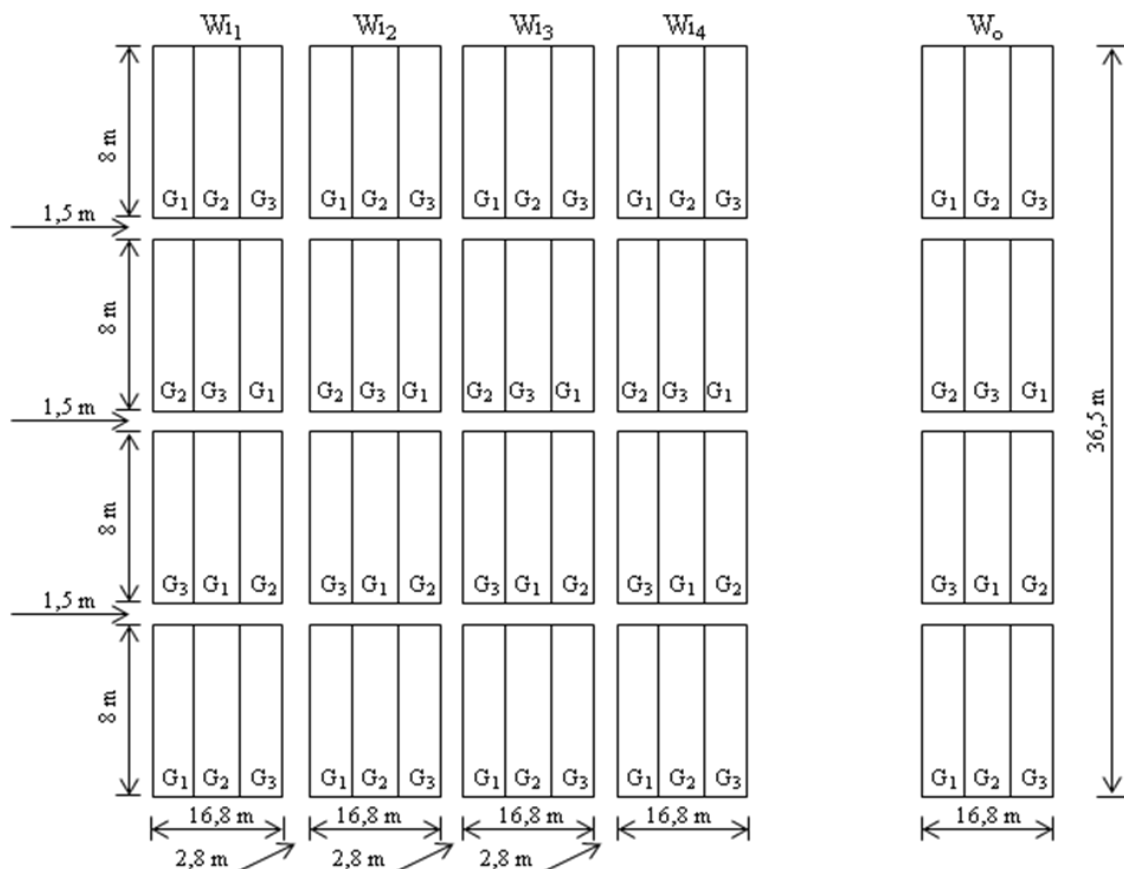 Wi₁ Wi₂ Wi₃ Wi₄ Wₒ
8 m
G₁ G₂ G₃ G₁ G₂ G₃ G₁ G₂ G₃ G₁ G₂ G₃ G₁ G₂ G₃
1,5 m
8 m
G₂ G₃ G₁ G₂ G₃ G₁ G₂ G₃ G₁ G₂ G₃ G₁ G₂ G₃ G₁
1,5 m
36,5 m
8 m
G₃ G₁ G₂ G₃ G₁ G₂ G₃ G₁ G₂ G₃ G₁ G₂ G₃ G₁ G₂
1,5 m
8 m
G₁ G₂ G₃ G₁ G₂ G₃ G₁ G₂ G₃ G₁ G₂ G₃ G₁ G₂ G₃
16,8 m 16,8 m 16,8 m 16,8 m 16,8 m
2,8 m 2,8 m 2,8 m